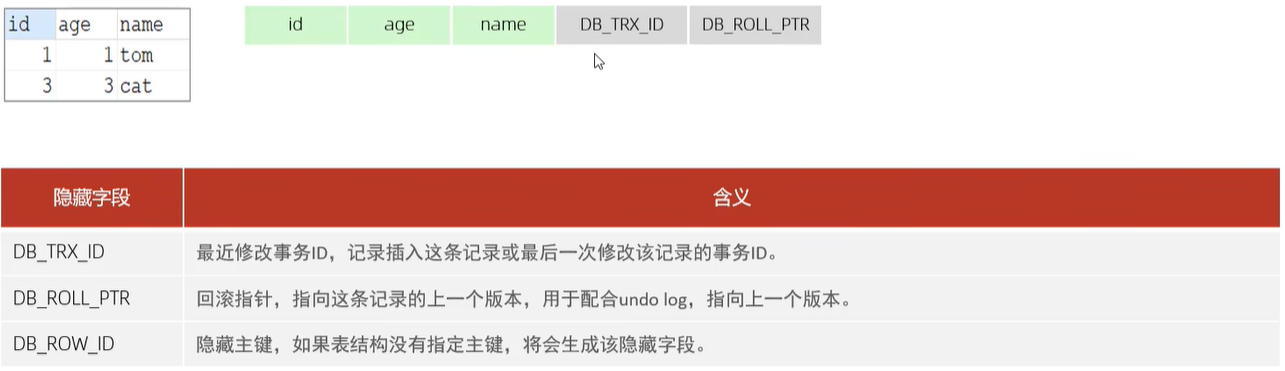 id age name
1 1 tom
3 3 cat
id age name DB_TRX_ID DB_ROLL_PTR
隐藏字段 含义
DB_TRX_ID 最近修改事务ID，记录插入这条记录或最后一次修改该记录的事务ID。
DB_ROLL_PTR 回滚指针，指向这条记录的上一个版本，用于配合undo log，指向上一个版本。
DB_ROW_ID 隐藏主键，如果表结构没有指定主键，将会生成该隐藏字段。